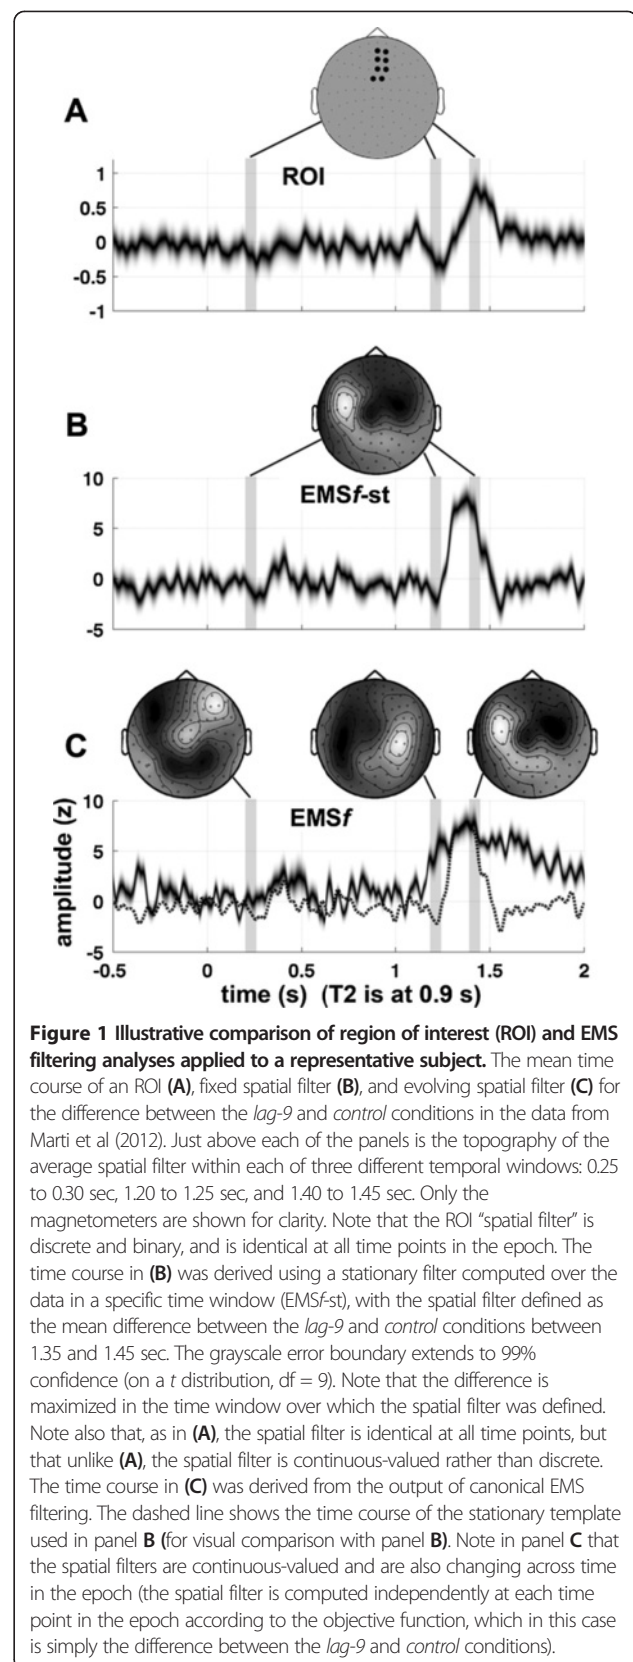 A
ROI
1
0.5
0
-0.5
-1
B
EMSf-st
10
5
0
-5
C
EMSf
amplitude (z)
10
5
0
-5
-0.5 0 0.5 1 1.5 2
time (s) (T2 is at 0.9 s)
Figure 1 Illustrative comparison of region of interest (ROI) and EMS
filtering analyses applied to a representative subject. The mean time
course of an ROI (A), fixed spatial filter (B), and evolving spatial filter (C) for
the difference between the lag-9 and control conditions in the data from
Marti et al (2012). Just above each of the panels is the topography of the
average spatial filter within each of three different temporal windows: 0.25
to 0.30 sec, 1.20 to 1.25 sec, and 1.40 to 1.45 sec. Only the
magnetometers are shown for clarity. Note that the ROI “spatial filter” is
discrete and binary, and is identical at all time points in the epoch. The
time course in (B) was derived using a stationary filter computed over the
data in a specific time window (EMSf-st), with the spatial filter defined as
the mean difference between the lag-9 and control conditions between
1.35 and 1.45 sec. The grayscale error boundary extends to 99%
confidence (on a t distribution, df = 9). Note that the difference is
maximized in the time window over which the spatial filter was defined.
Note also that, as in (A), the spatial filter is identical at all time points, but
that unlike (A), the spatial filter is continuous-valued rather than discrete.
The time course in (C) was derived from the output of canonical EMS
filtering. The dashed line shows the time course of the stationary template
used in panel B (for visual comparison with panel B). Note in panel C that
the spatial filters are continuous-valued and are also changing across time
in the epoch (the spatial filter is computed independently at each time
point in the epoch according to the objective function, which in this case
is simply the difference between the lag-9 and control conditions).